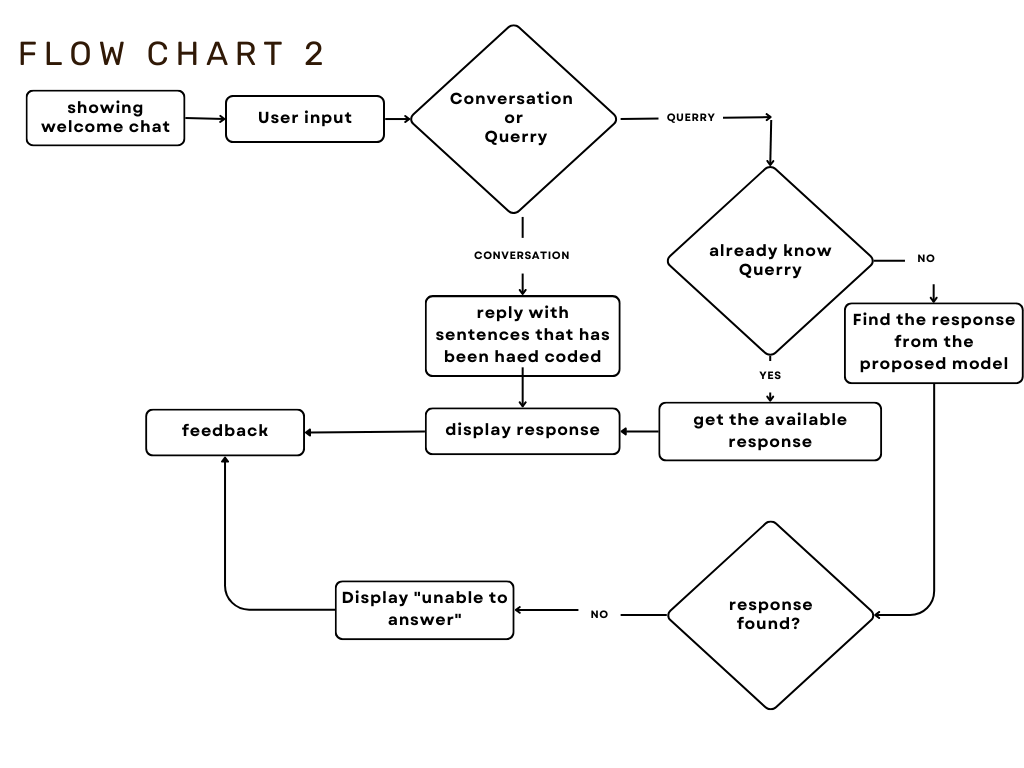 FLOW CHART 2
showing
welcome chat
User input
Conversation
or
Querry
QUERRY
already know
Querry
NO
CONVERSATION
reply with
sentences that has
been haed coded
Find the response
from the
proposed model
YES
feedback
display response
get the available
response
Display "unable to
answer"
NO
response
found?